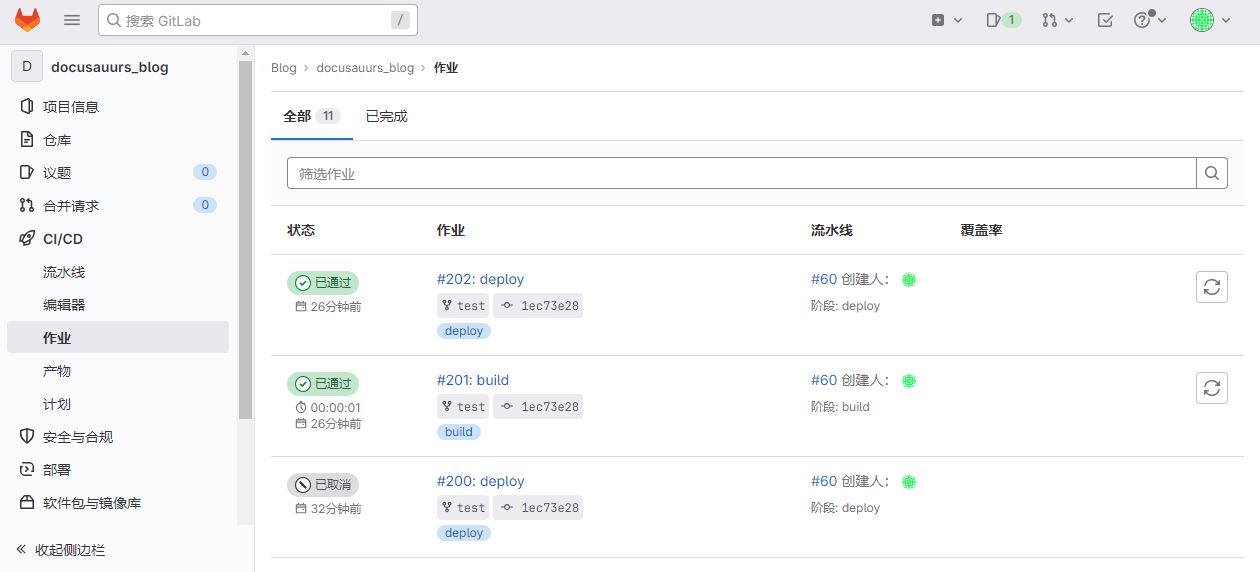 搜索 GitLab
/
1
D
docusauurs_blog
项目信息
仓库
议题 0
合并请求 0
CI/CD
流水线
编辑器
作业
产物
计划
安全与合规
部署
软件包与镜像库
收起侧边栏
Blog › docusauurs_blog › 作业
全部 11 已完成
筛选作业
状态 作业 流水线 覆盖率
已通过 #202: deploy #60 创建人：
26分钟前 test 1ec73e28 阶段: deploy
deploy
已通过 #201: build #60 创建人：
00:00:01 test 1ec73e28 阶段: build
26分钟前 build
已取消 #200: deploy #60 创建人：
32分钟前 test 1ec73e28 阶段: deploy
deploy